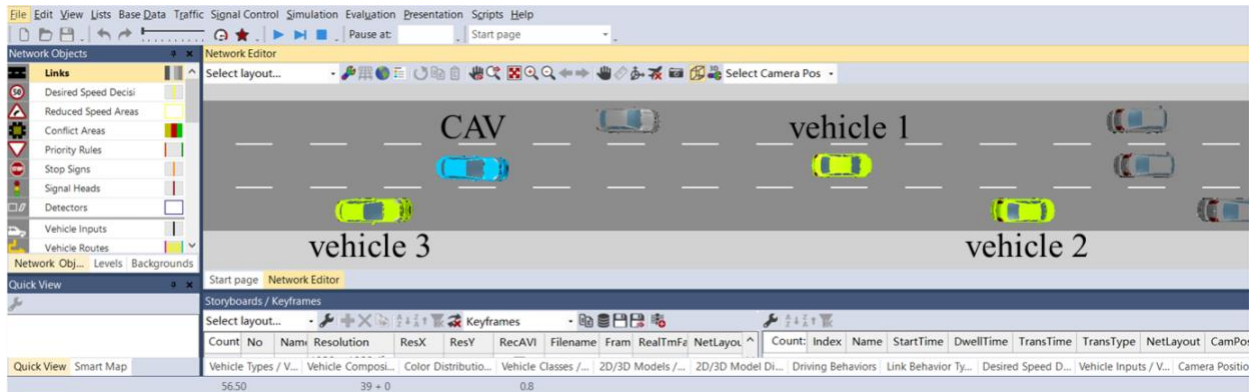 File Edit View Lists Base Data Traffic Signal Control Simulation Evaluation Presentation Scripts Help
Pause at: Start page
Network Objects Network Editor
Links Select layout... Select Camera Pos
50 Desired Speed Decisi
Reduced Speed Areas
Conflict Areas
Priority Rules
STOP Stop Signs
Signal Heads
Detectors
Vehicle Inputs
Vehicle Routes
Network Obj... Levels Backgrounds
CAV vehicle 1
vehicle 3 vehicle 2
Start page Network Editor
Quick View Storyboards / Keyframes
Select layout... Keyframes
Count No Name Resolution ResX ResY RecAVI Filename Fram RealTmFa NetLayou Count: Index Name StartTime DwellTime TransTime TransType NetLayout CamPos
Quick View Smart Map Vehicle Types / V... Vehicle Composi... Color Distributio... Vehicle Classes /... 2D/3D Models /... 2D/3D Model Di... Driving Behaviors Link Behavior Ty... Desired Speed D... Vehicle Inputs / V... Camera Positio
56.50 39 + 0 0.8